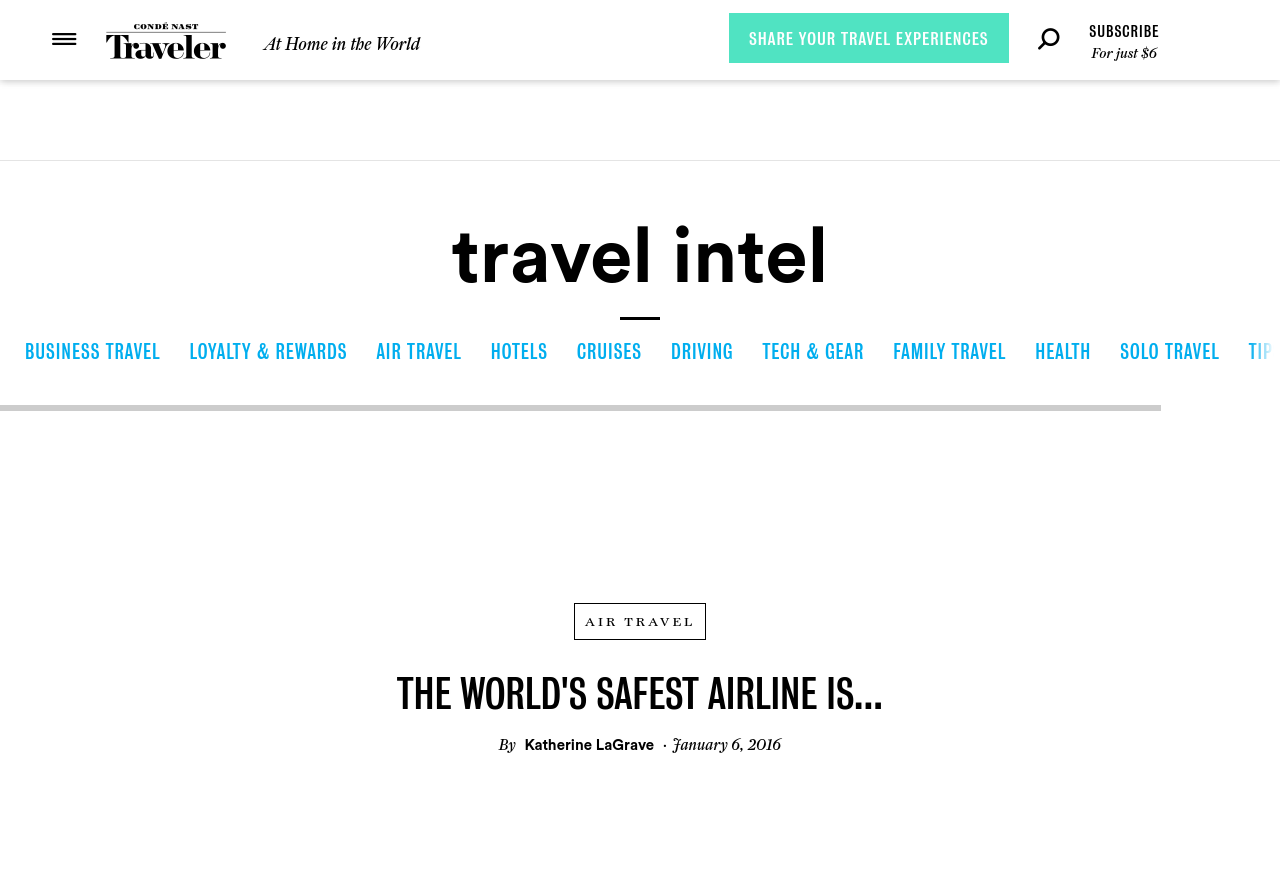 CONDÉ NAST
Traveler
At Home in the World
SHARE YOUR TRAVEL EXPERIENCES
SUBSCRIBE
For just $6
travel intel
BUSINESS TRAVEL LOYALTY & REWARDS AIR TRAVEL HOTELS CRUISES DRIVING TECH & GEAR FAMILY TRAVEL HEALTH SOLO TRAVEL TIP
AIR TRAVEL
THE WORLD'S SAFEST AIRLINE IS...
By Katherine LaGrave · January 6, 2016